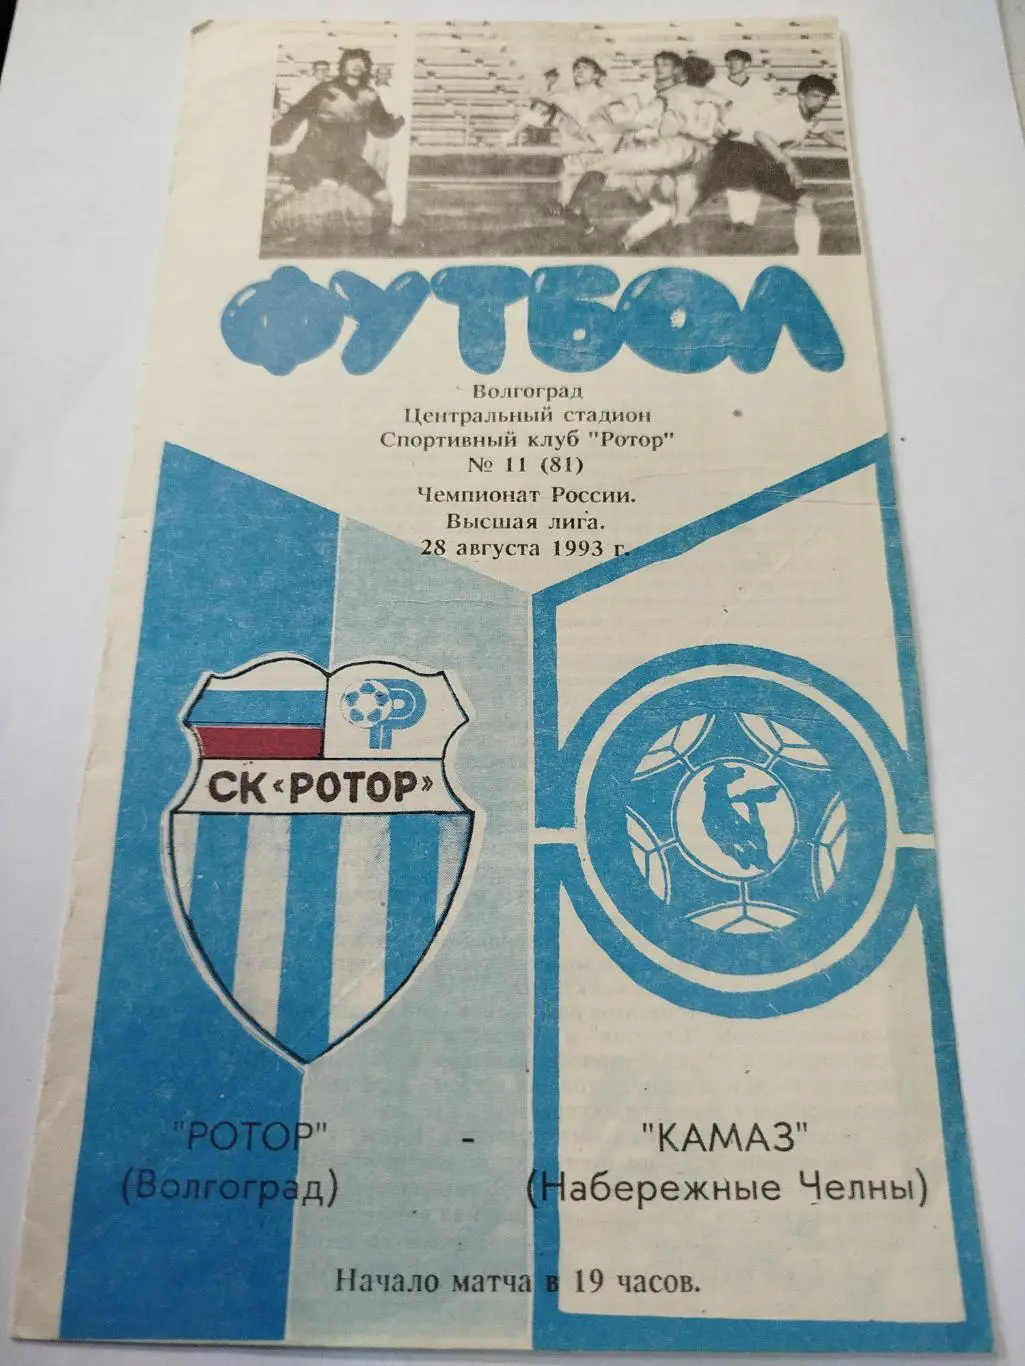 ФУТБОЛ
Волгоград
Центральный стадион
Спортивный клуб "Ротор"
№ 11 (81)
Чемпионат России.
Высшая лига.
28 августа 1993 г.
Р
СК «РОТОР»
"РОТОР" - "КАМАЗ"
(Волгоград) (Набережные Челны)
Начало матча в 19 часов.